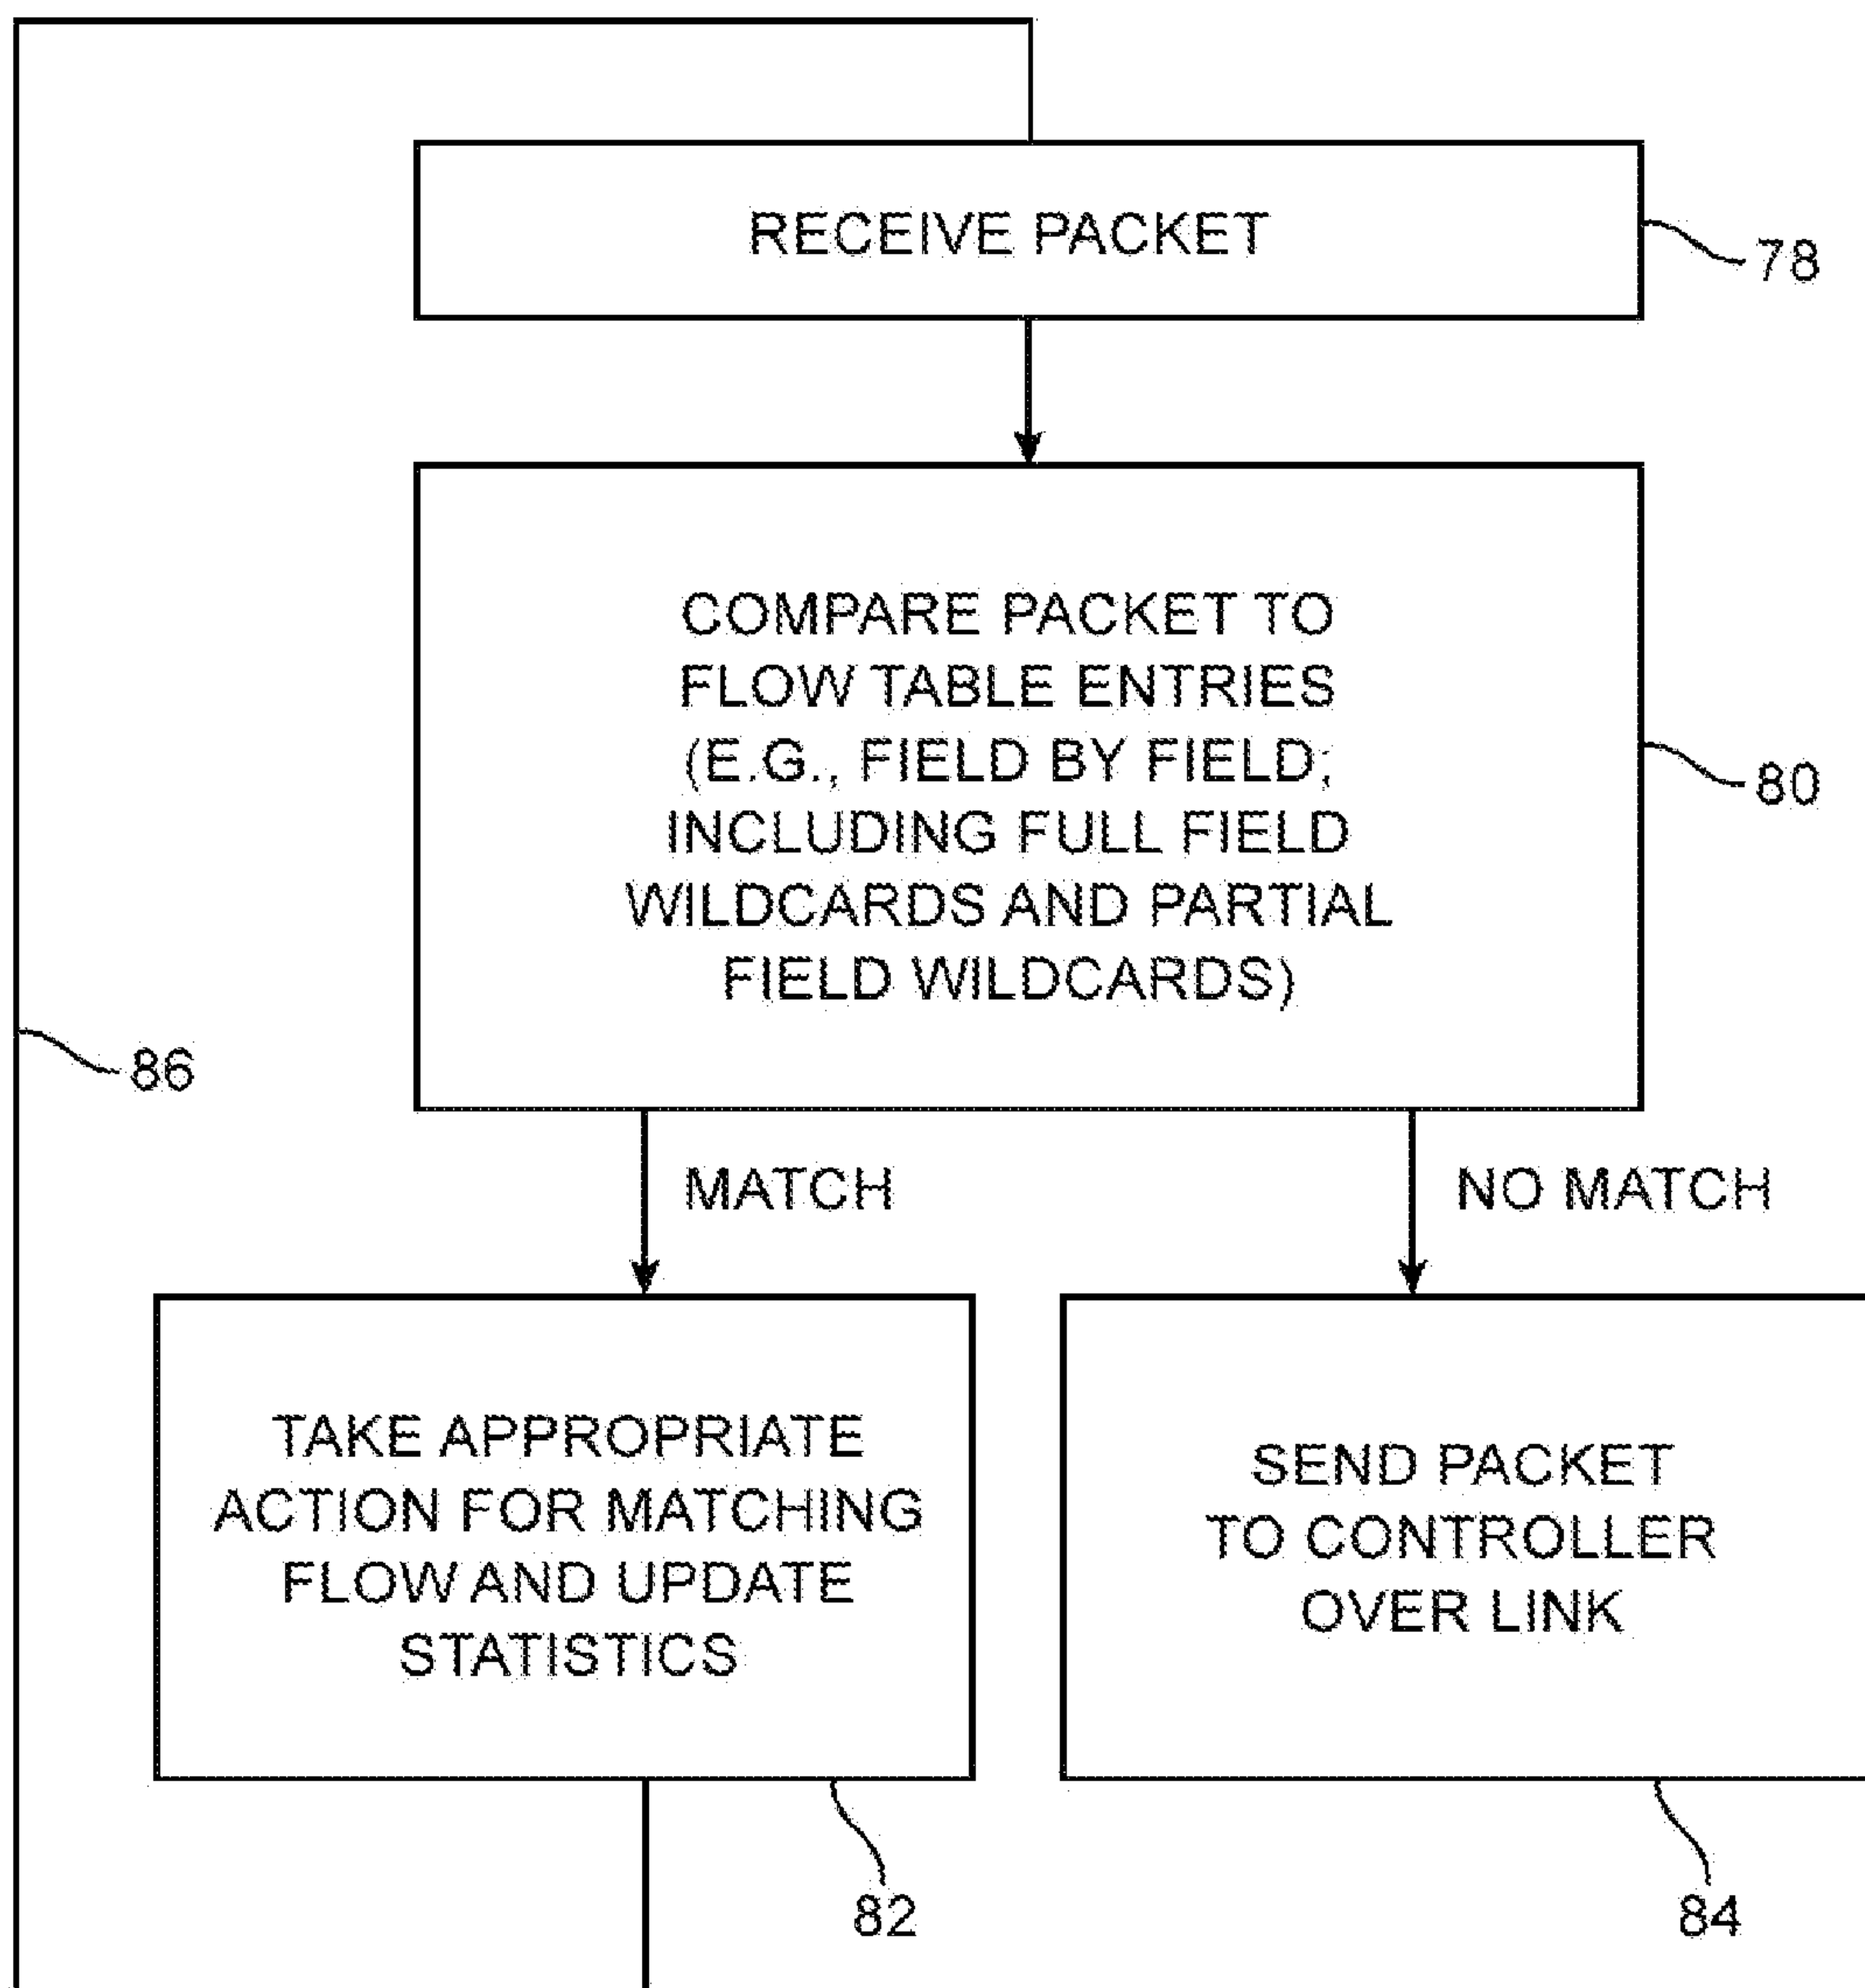 RECEIVE PACKET
78
COMPARE PACKET TO
FLOW TABLE ENTRIES
(E.G., FIELD BY FIELD;
INCLUDING FULL FIELD
WILDCARDS AND PARTIAL
FIELD WILDCARDS)
80
86
MATCH
NO MATCH
TAKE APPROPRIATE
ACTION FOR MATCHING
FLOW AND UPDATE
STATISTICS
SEND PACKET
TO CONTROLLER
OVER LINK
82
84